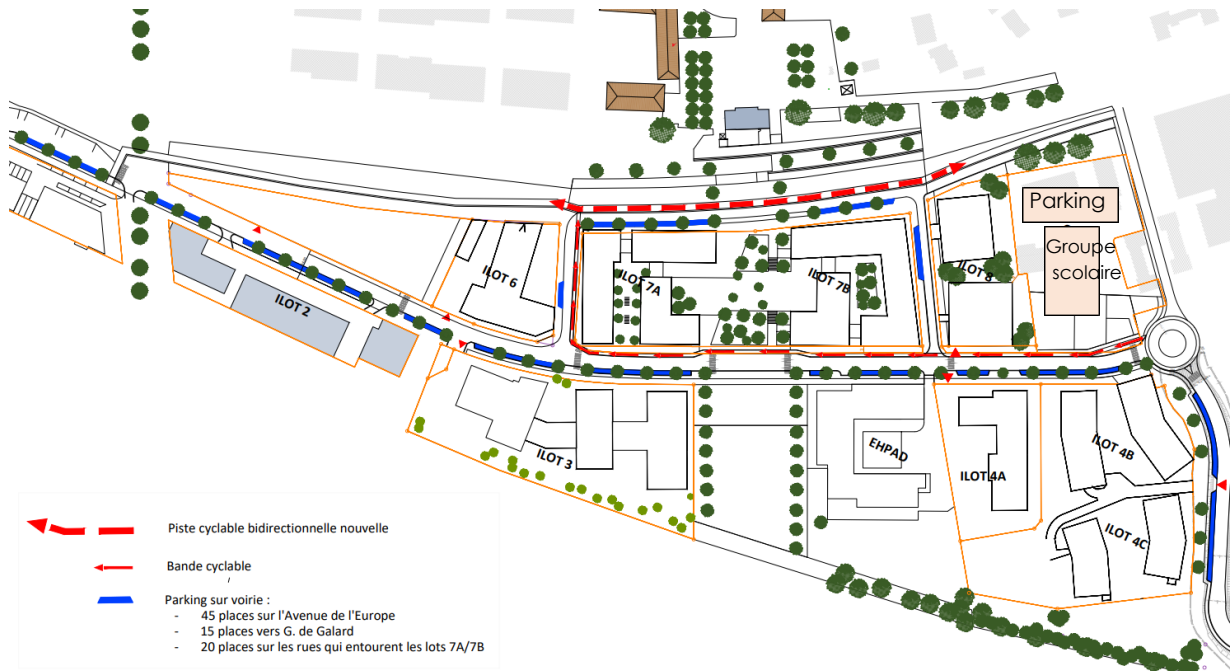 Parking
Groupe
scolaire
ILOT 6
ILOT 7A
ILOT 7B
ILOT 8
ILOT 2
ILOT 3
EHPAD
ILOT 4A
ILOT 4B
ILOT 4C
Piste cyclable bidirectionnelle nouvelle
Bande cyclable
Parking sur voirie :
- 45 places sur l'Avenue de l'Europe
- 15 places vers G. de Galard
- 20 places sur les rues qui entourent les lots 7A/7B